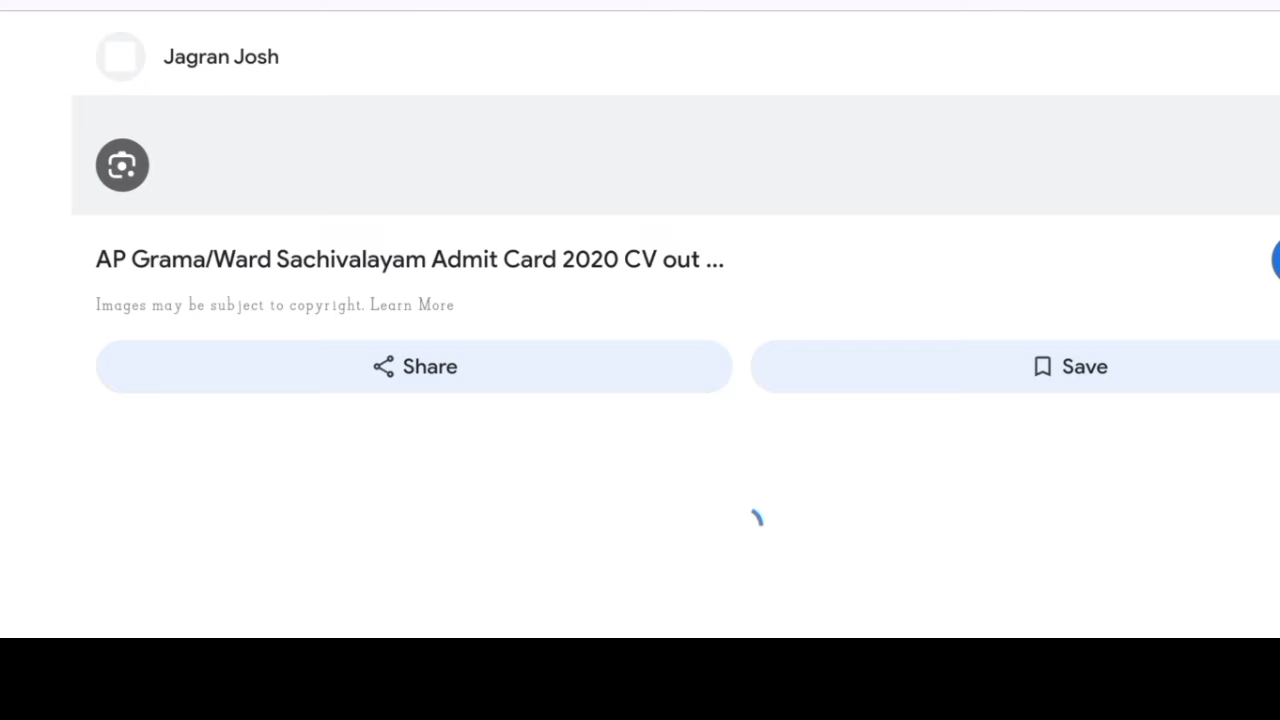 Jagran Josh
AP Grama/Ward Sachivalayam Admit Card 2020 CV out ...
Images may be subject to copyright. Learn More
Share
Save